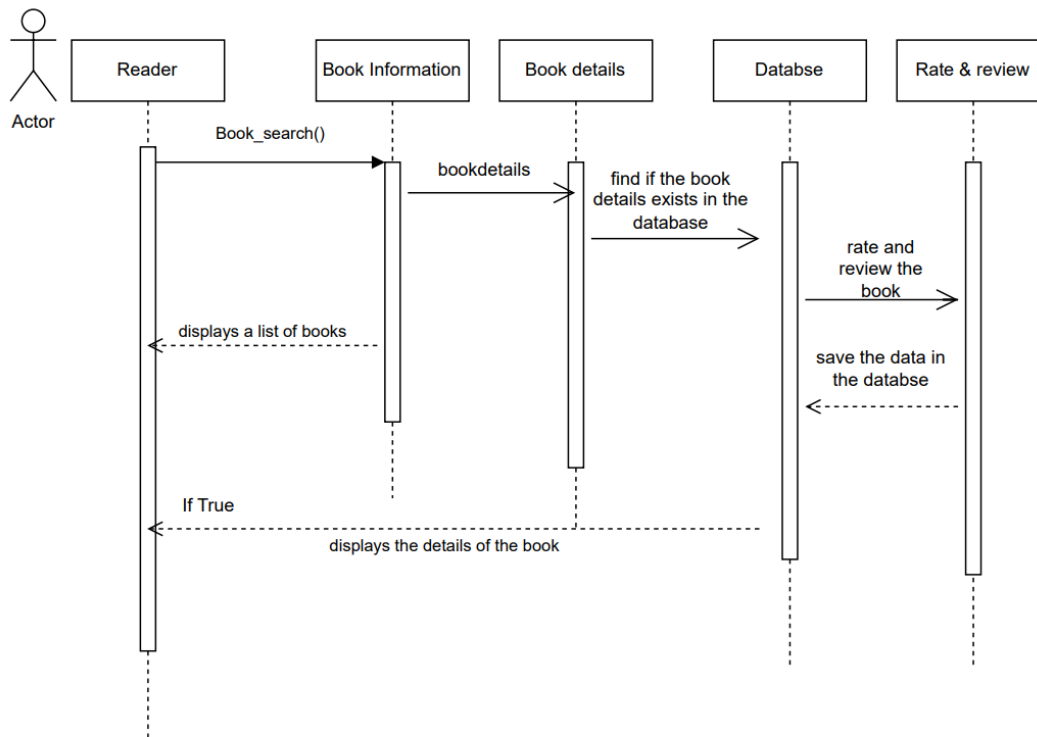 Reader
Book Information
Book details
Databse
Rate & review
Actor
Book_search()
bookdetails
find if the book
details exists in the
database
rate and
review the
book
displays a list of books
save the data in
the databse
If True
displays the details of the book